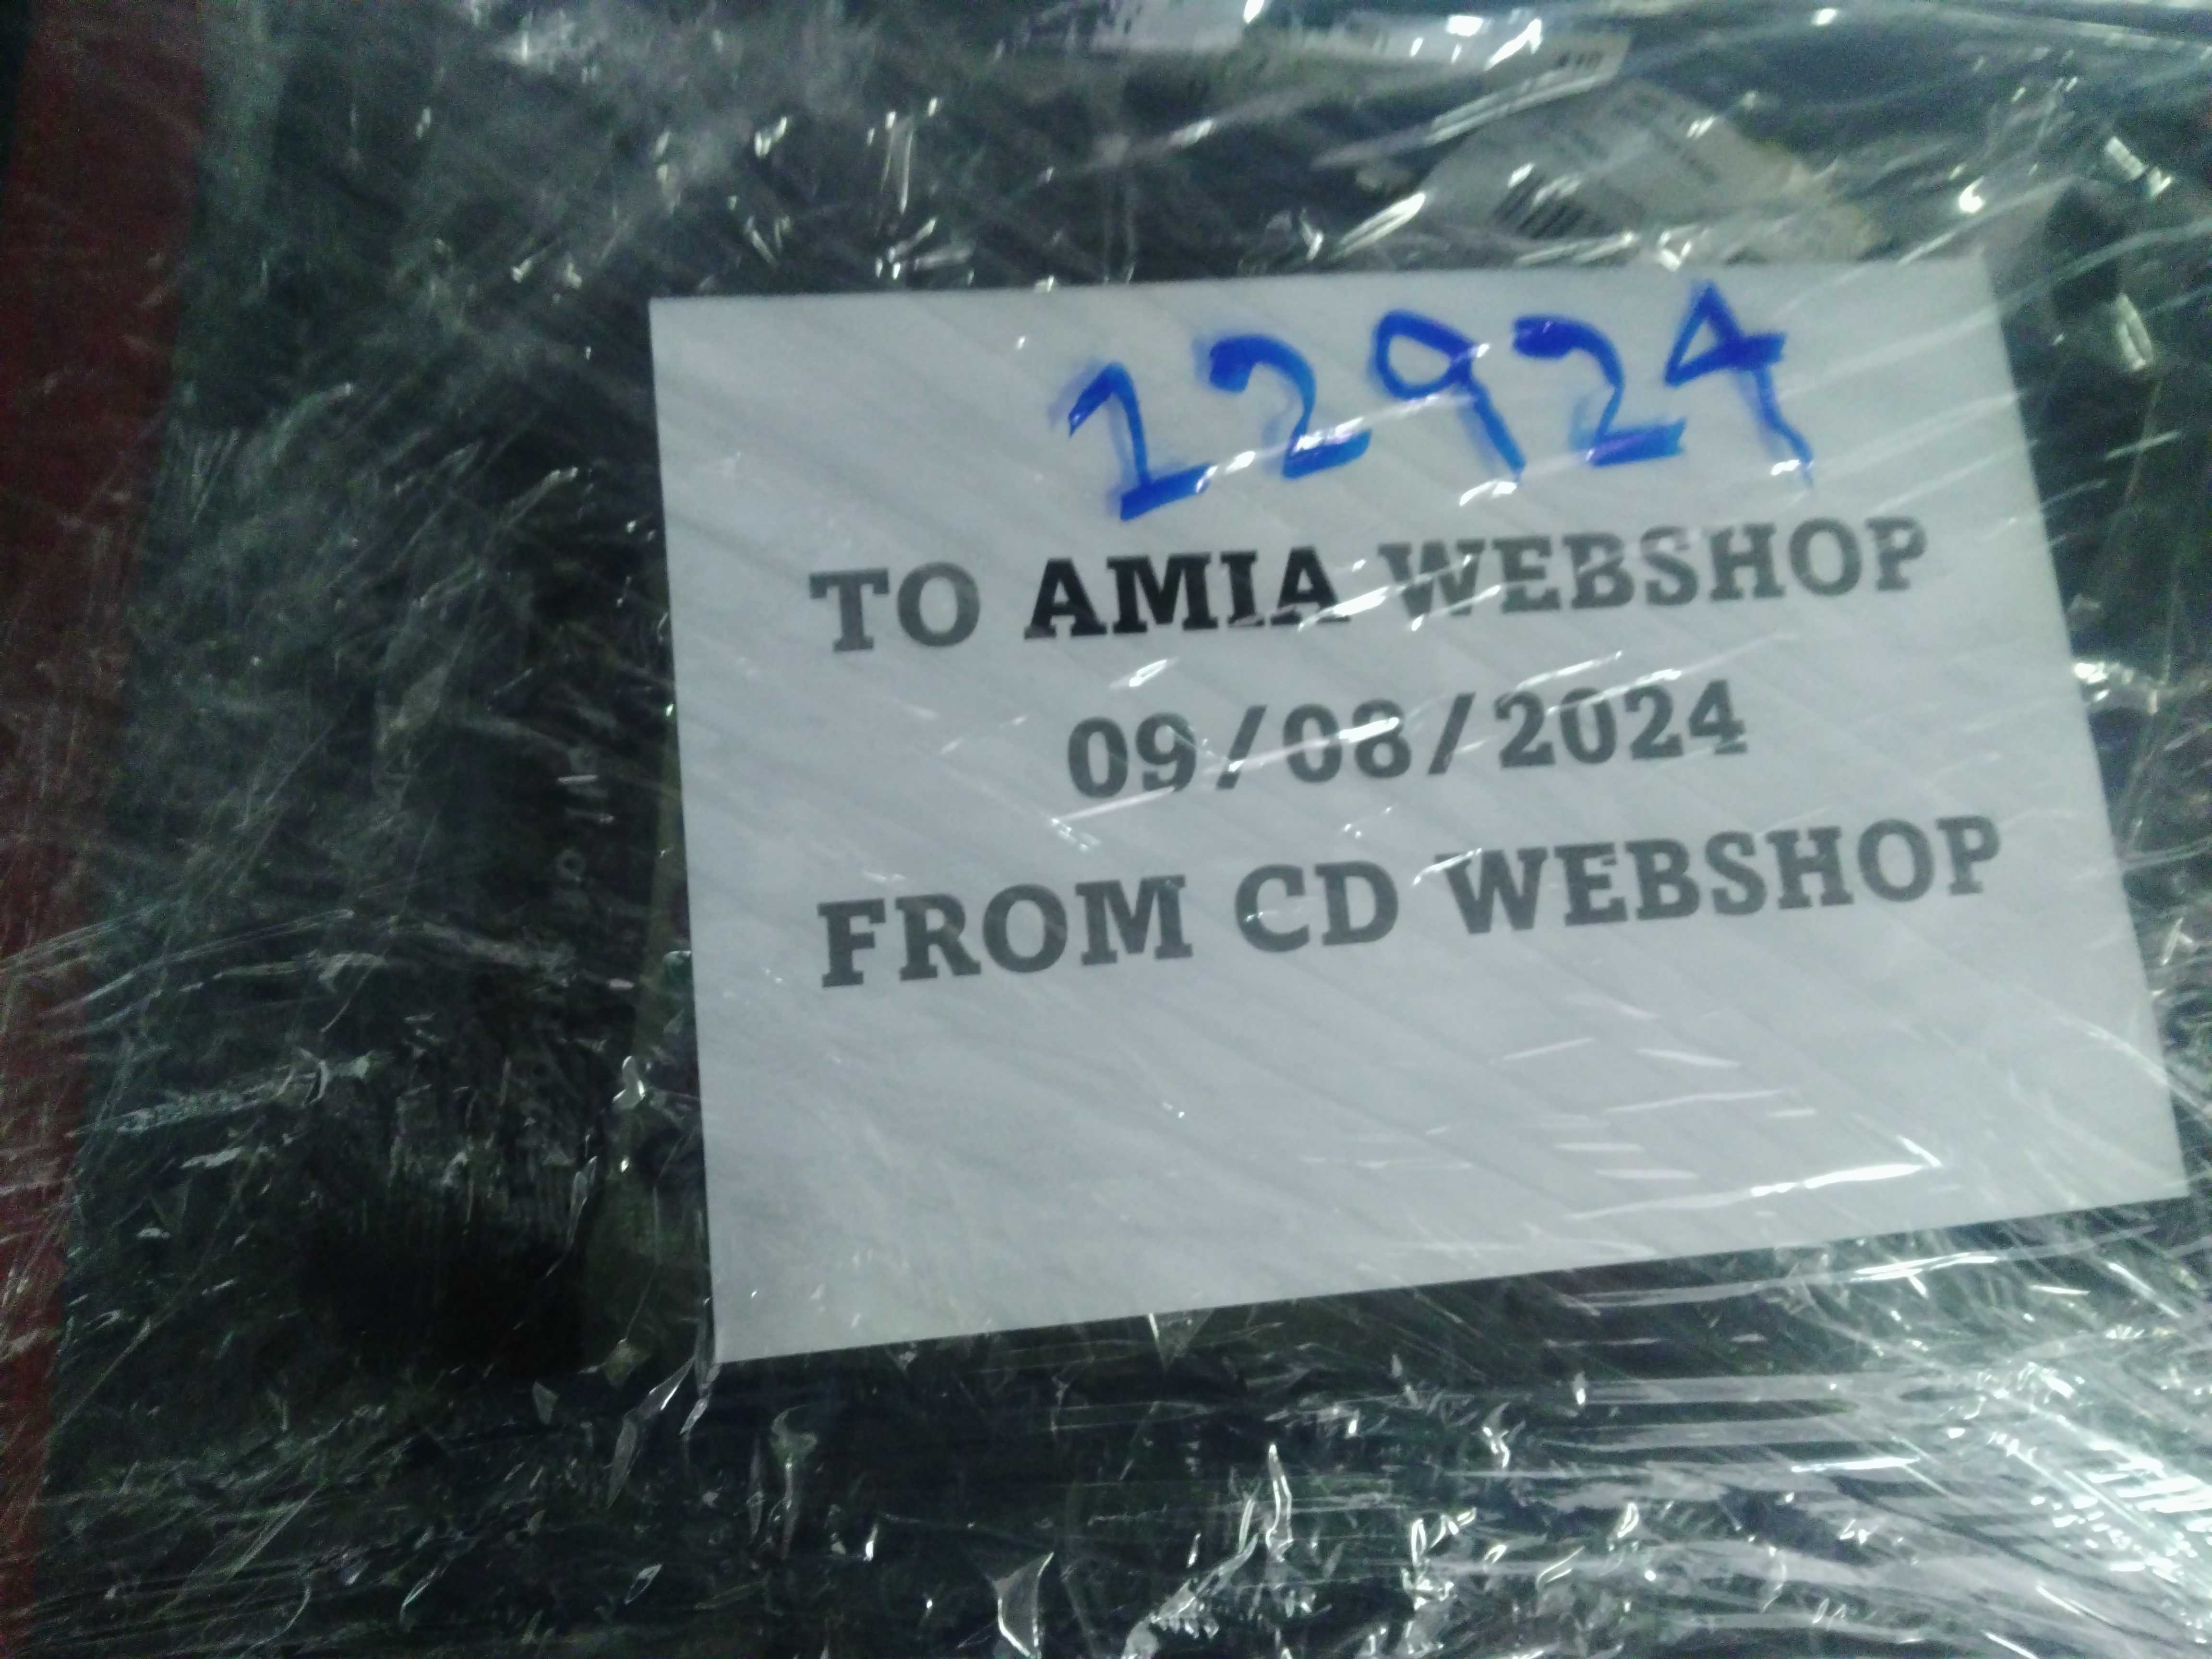 12924
TO AMIA WEBSHOP
09/08/2024
FROM CD WEBSHOP